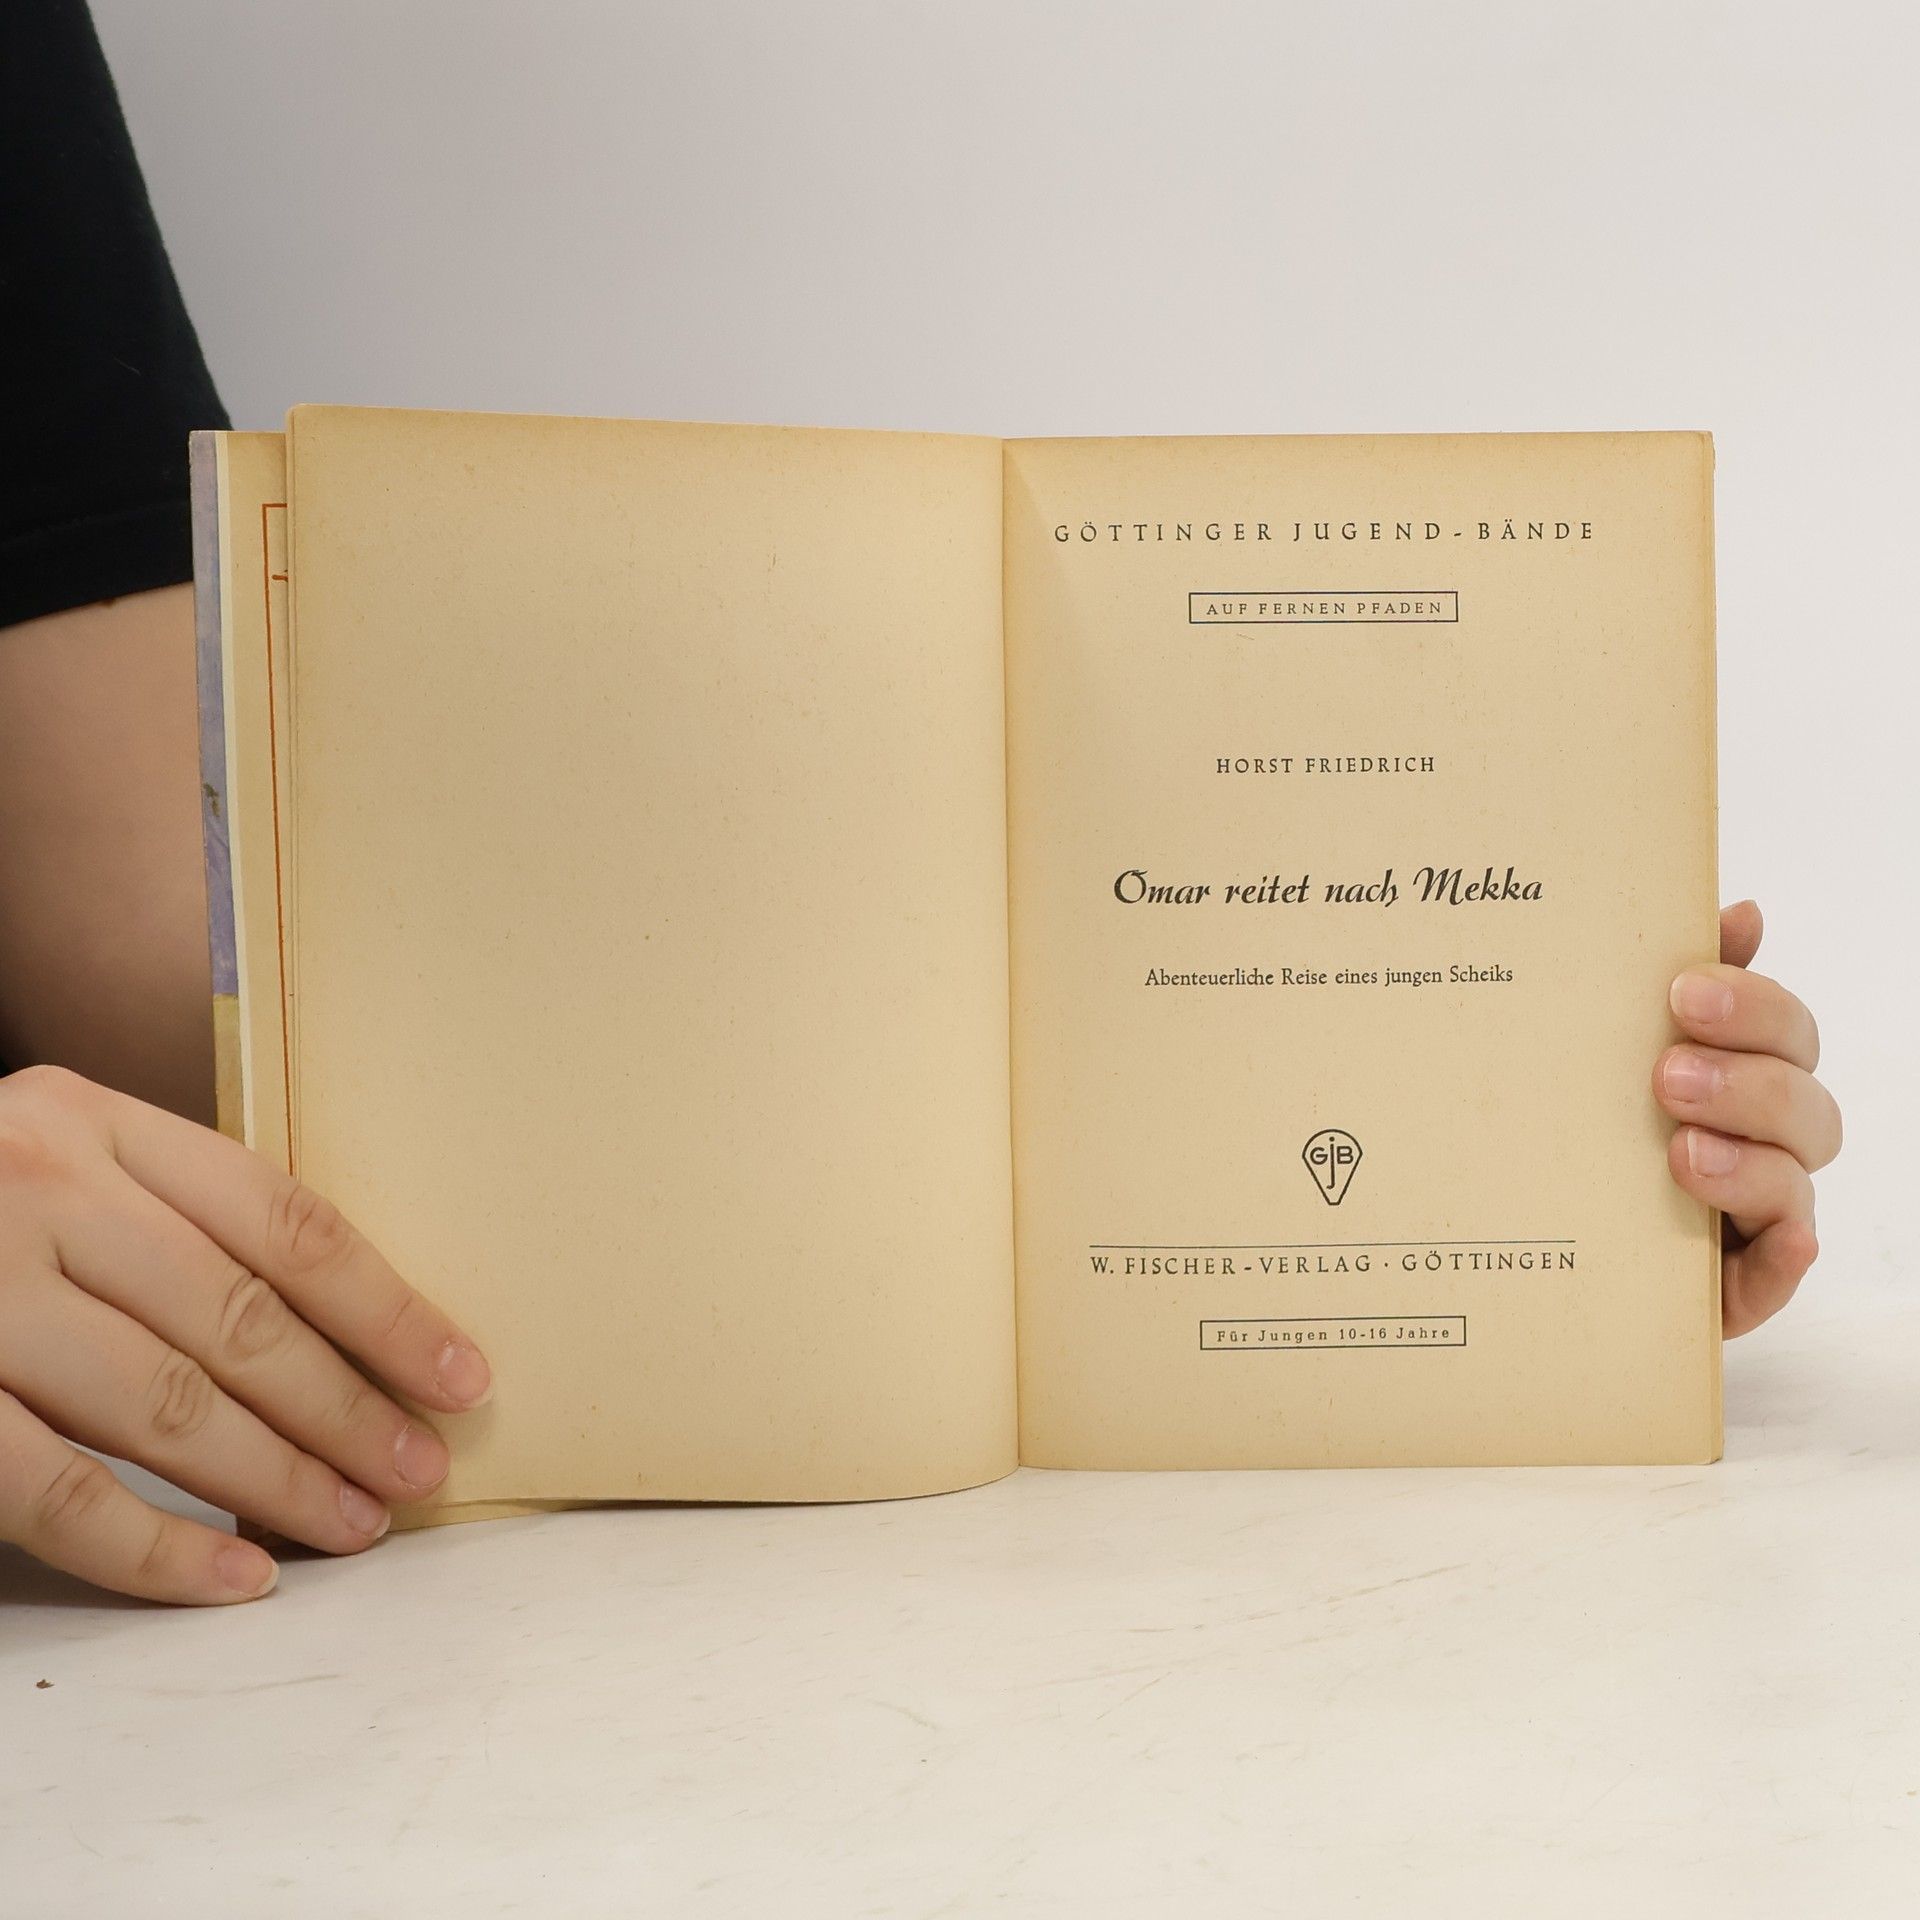 GÖTTINGER JUGEND-BÄNDE
AUF FERNEN PFADEN
HORST FRIEDRICH
Omar reitet nach Mekka
Abenteuerliche Reise eines jungen Scheiks
GjB
W. FISCHER-VERLAG · GÖTTINGEN
Für Jungen 10-16 Jahre